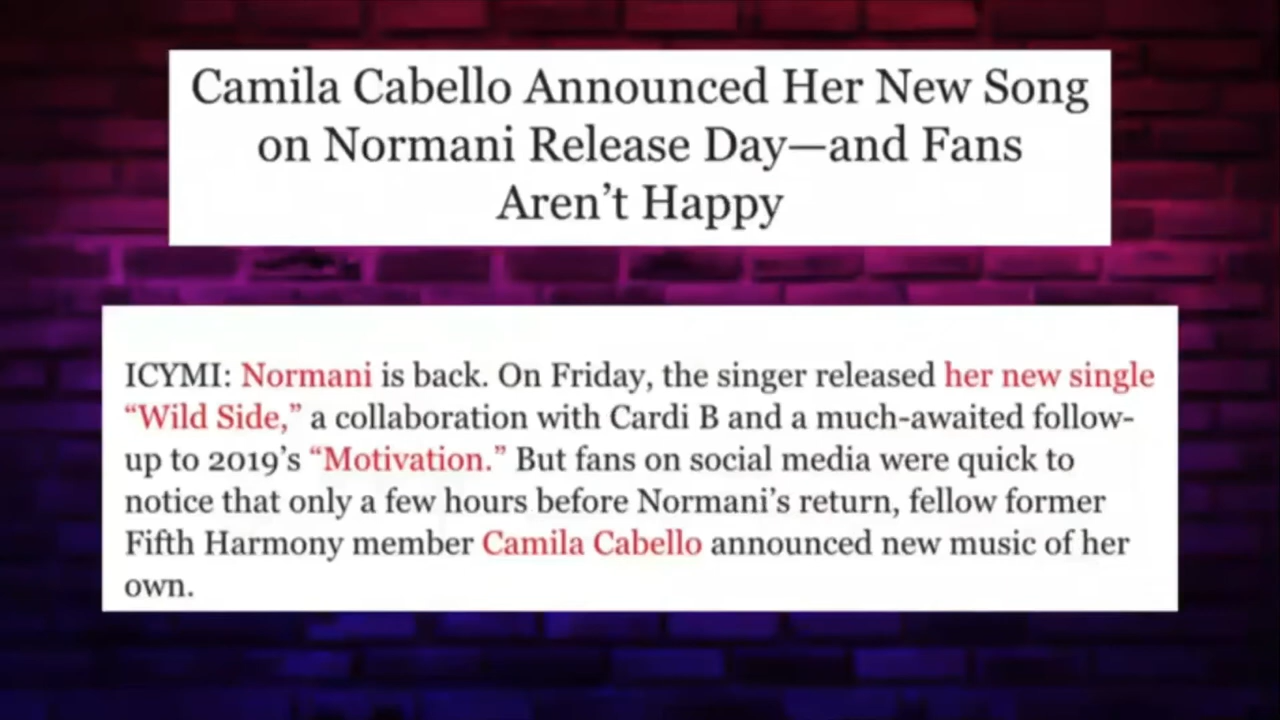 Camila Cabello Announced Her New Song
on Normani Release Day—and Fans
Aren’t Happy
ICYMI: Normani is back. On Friday, the singer released her new single
“Wild Side,” a collaboration with Cardi B and a much-awaited follow-
up to 2019’s “Motivation.” But fans on social media were quick to
notice that only a few hours before Normani’s return, fellow former
Fifth Harmony member Camila Cabello announced new music of her
own.